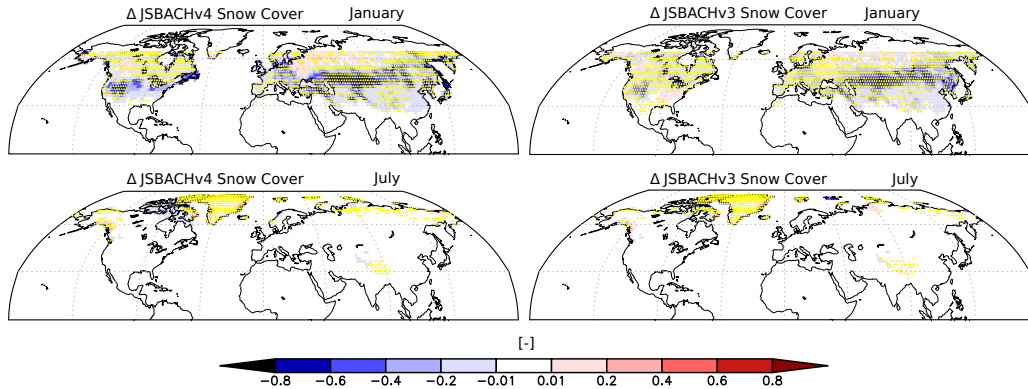 Δ JSBACHv4 Snow Cover January
Δ JSBACHv3 Snow Cover January
Δ JSBACHv4 Snow Cover July
Δ JSBACHv3 Snow Cover July
[-]
−0.8 −0.6 −0.4 −0.2 −0.01 0.01 0.2 0.4 0.6 0.8